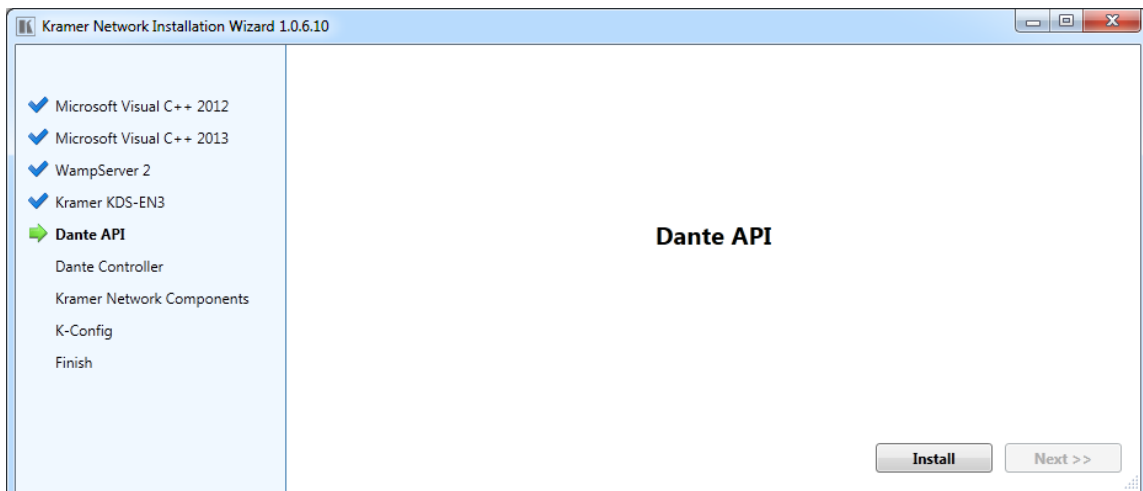 Kramer Network Installation Wizard 1.0.6.10
Microsoft Visual C++ 2012
Microsoft Visual C++ 2013
WampServer 2
Kramer KDS-EN3
Dante API
Dante Controller
Kramer Network Components
K-Config
Finish
Dante API
Install
Next >>